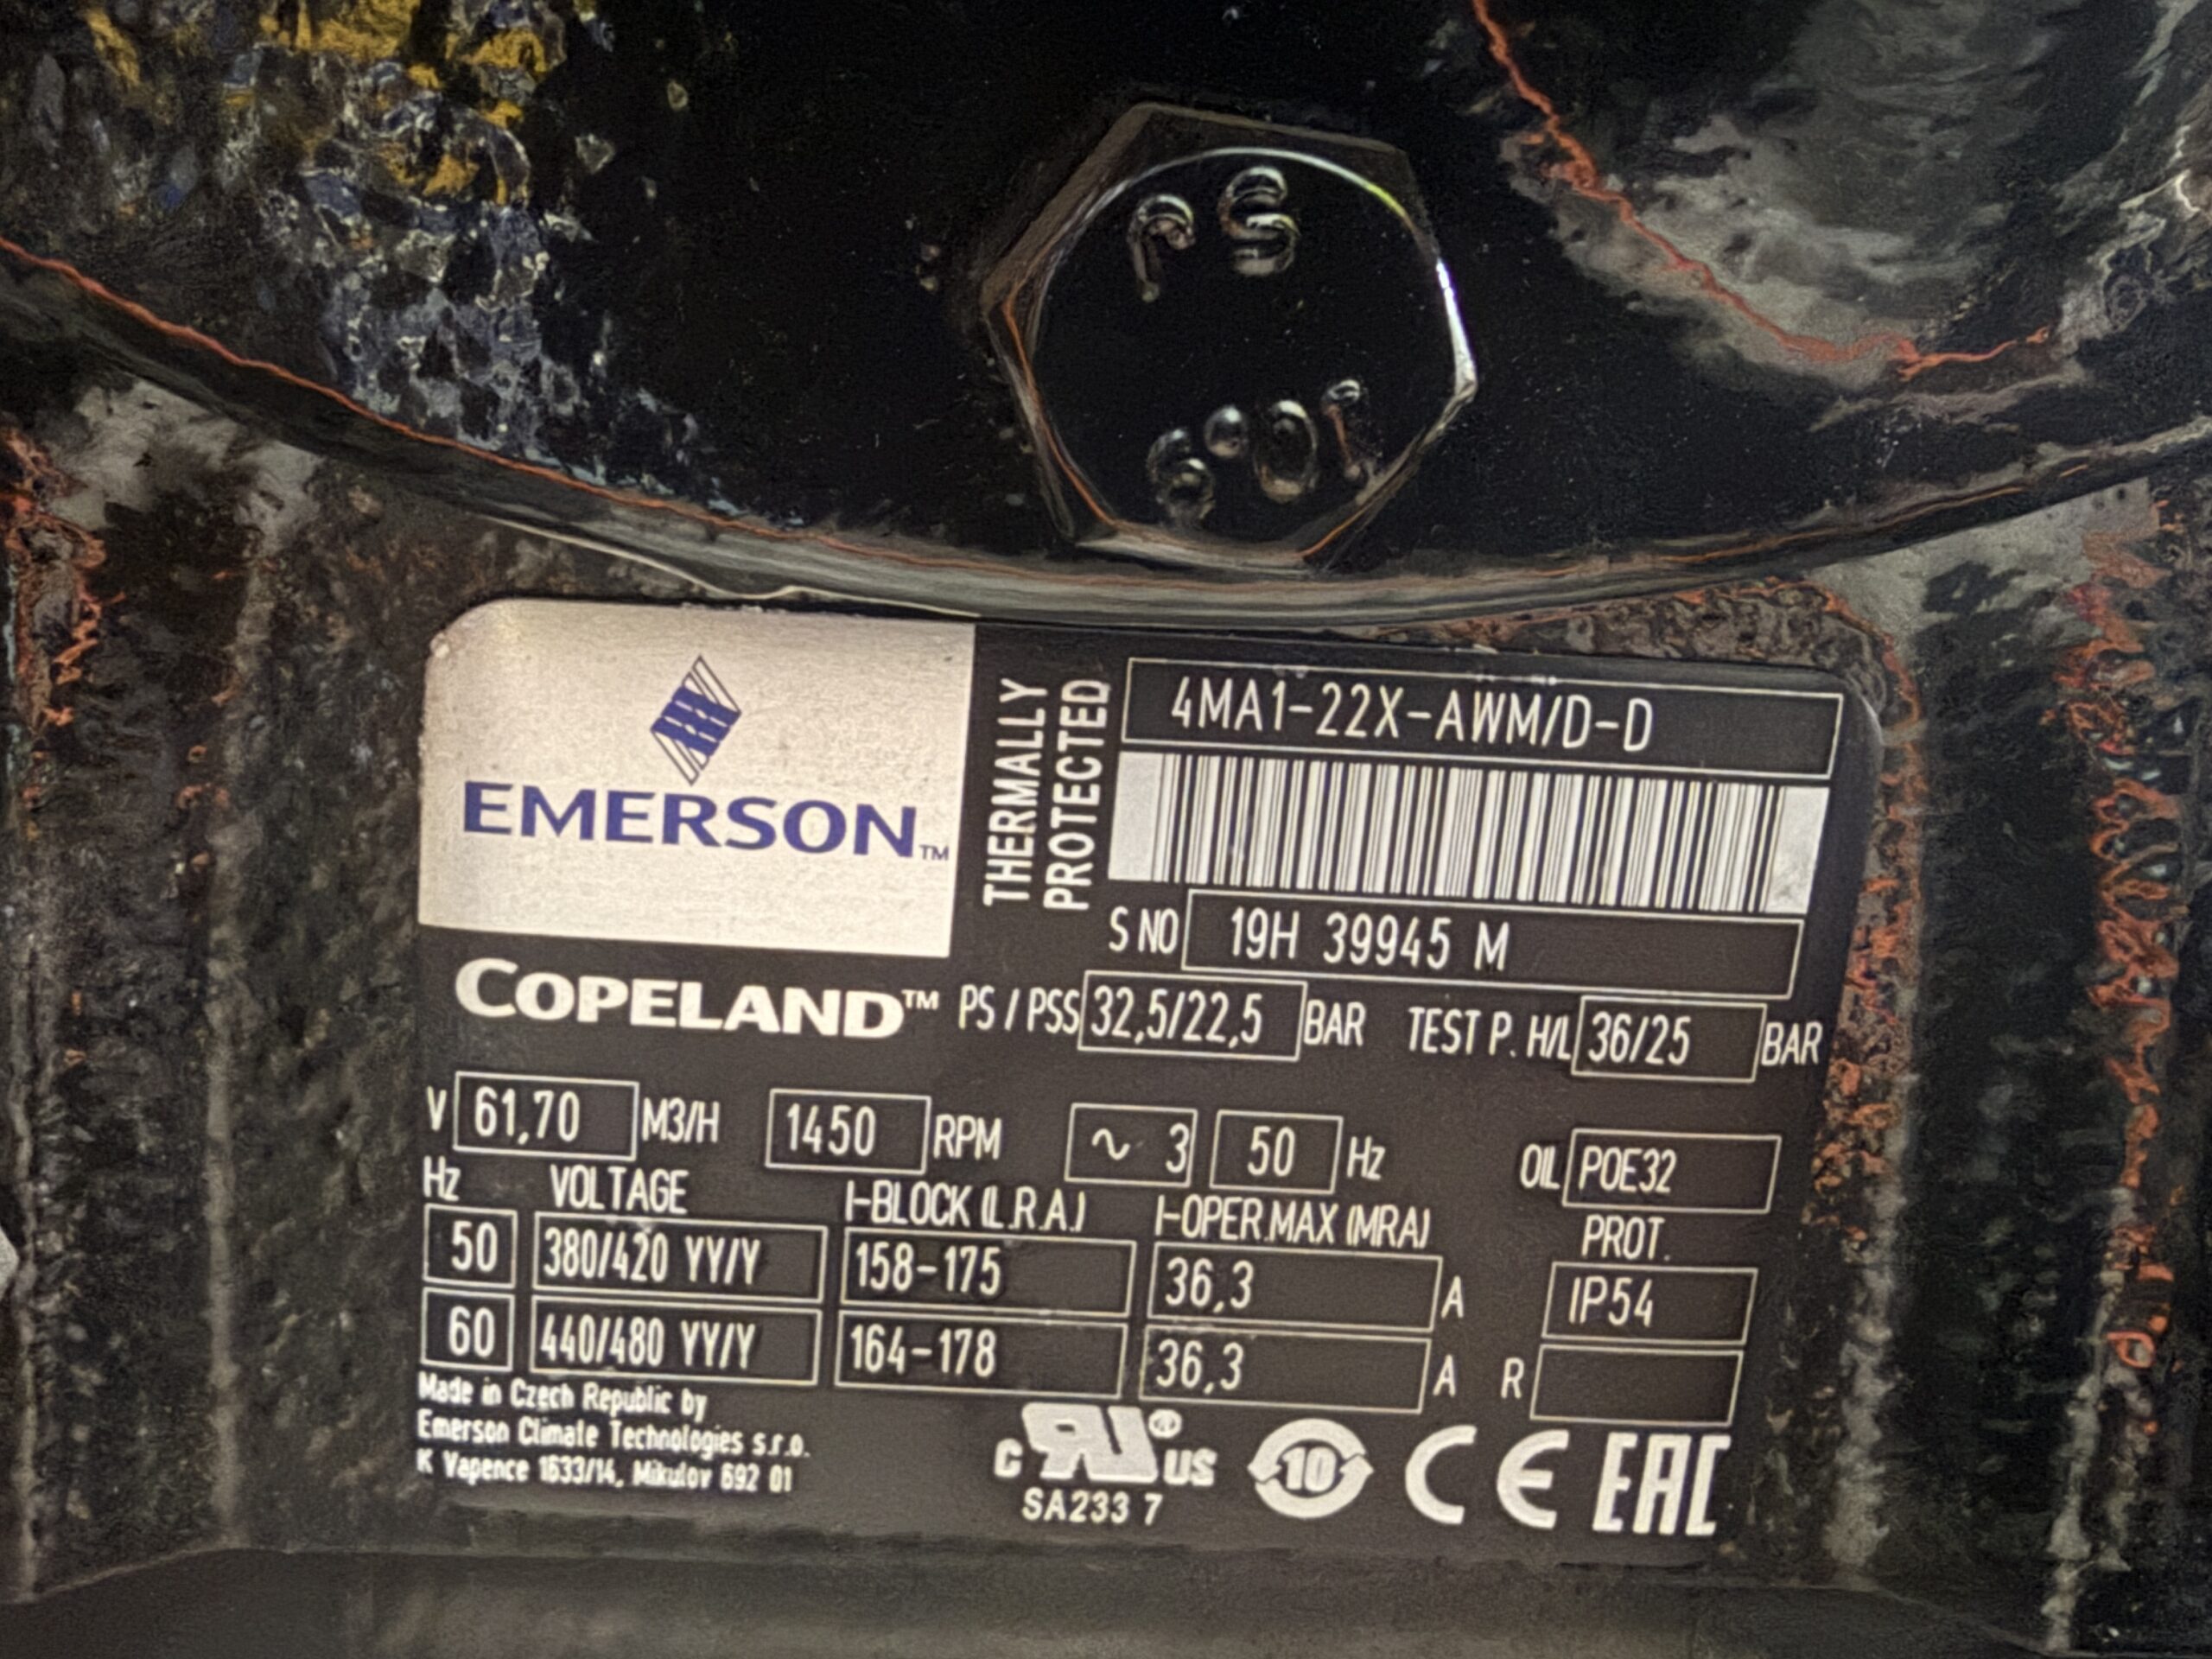 8.8
EMERSON™
THERMALLY
PROTECTED
4MA1-22X-AWM/D-D
S NO 19H 39945 M
COPELAND™ PS / PSS 32,5/22,5 BAR TEST P. H/L 36/25 BAR
V 61,70 M3/H 1450 RPM ~ 3 50 Hz OIL POE32
Hz VOLTAGE I-BLOCK (L.R.A.) I-OPER.MAX (MRA) PROT.
50 380/420 YY/Y 158-175 36,3 A IP54
60 440/480 YY/Y 164-178 36,3 A R
Made in Czech Republic by
Emerson Climate Technologies s.r.o.
K Vapence 1633/14, Mikulov 692 01
c RU® US 10 CE EAC
SA233 7